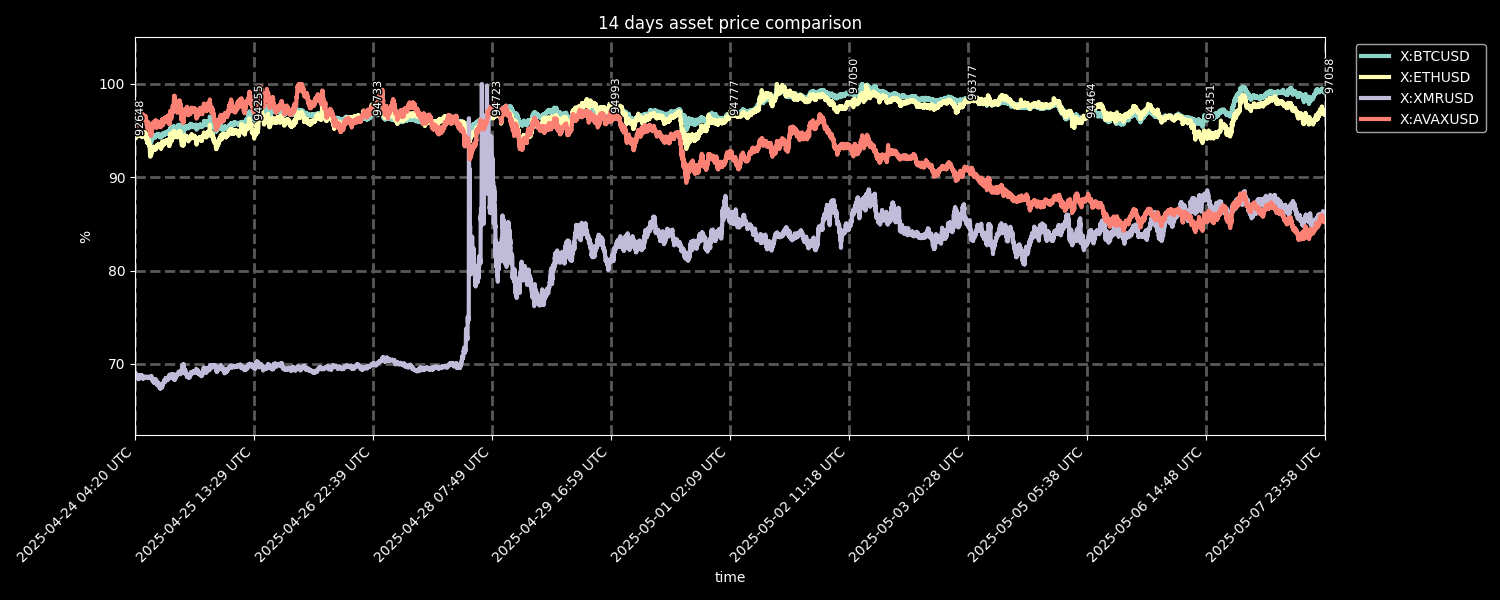 14 days asset price comparison
X:BTCUSD
X:ETHUSD
X:XMRUSD
X:AVAXUSD
%
100
90
80
70
92648
94255
94733
94723
94993
94777
97050
96377
94464
94351
97058
2025-04-24 04:20 UTC
2025-04-25 13:29 UTC
2025-04-26 22:39 UTC
2025-04-28 07:49 UTC
2025-04-29 16:59 UTC
2025-05-01 02:09 UTC
2025-05-02 11:18 UTC
2025-05-03 20:28 UTC
2025-05-05 05:38 UTC
2025-05-06 14:48 UTC
2025-05-07 23:58 UTC
time